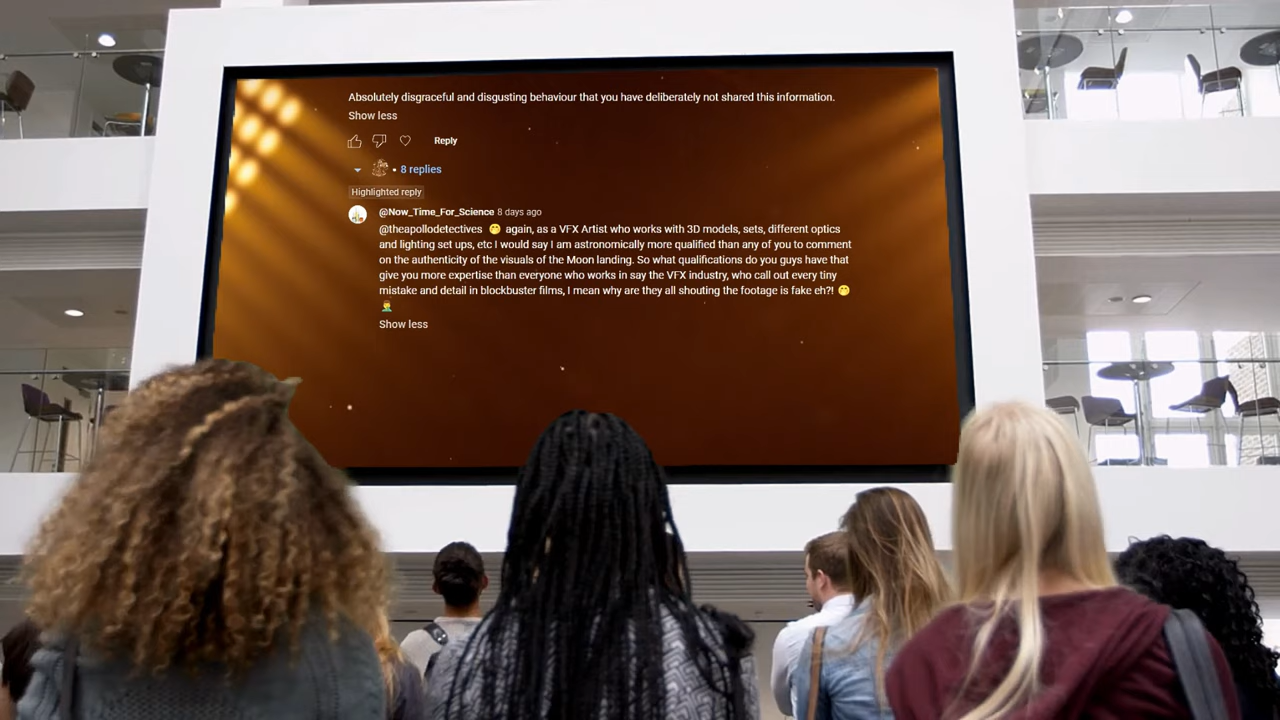 Absolutely disgraceful and disgusting behaviour that you have deliberately not shared this information.
Show less
Reply
• 8 replies
Highlighted reply
@Now_Time_For_Science 8 days ago
@theapollodetectives 🤭 again, as a VFX Artist who works with 3D models, sets, different optics
and lighting set ups, etc I would say I am astronomically more qualified than any of you to comment
on the authenticity of the visuals of the Moon landing. So what qualifications do you guys have that
give you more expertise than everyone who works in say the VFX industry, who call out every tiny
mistake and detail in blockbuster films, I mean why are they all shouting the footage is fake eh?! 🤭
🤦‍♂️
Show less